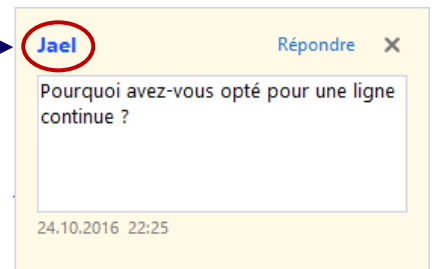 Jael Répondre
Pourquoi avez-vous opté pour une ligne
continue ?
24.10.2016 22:25